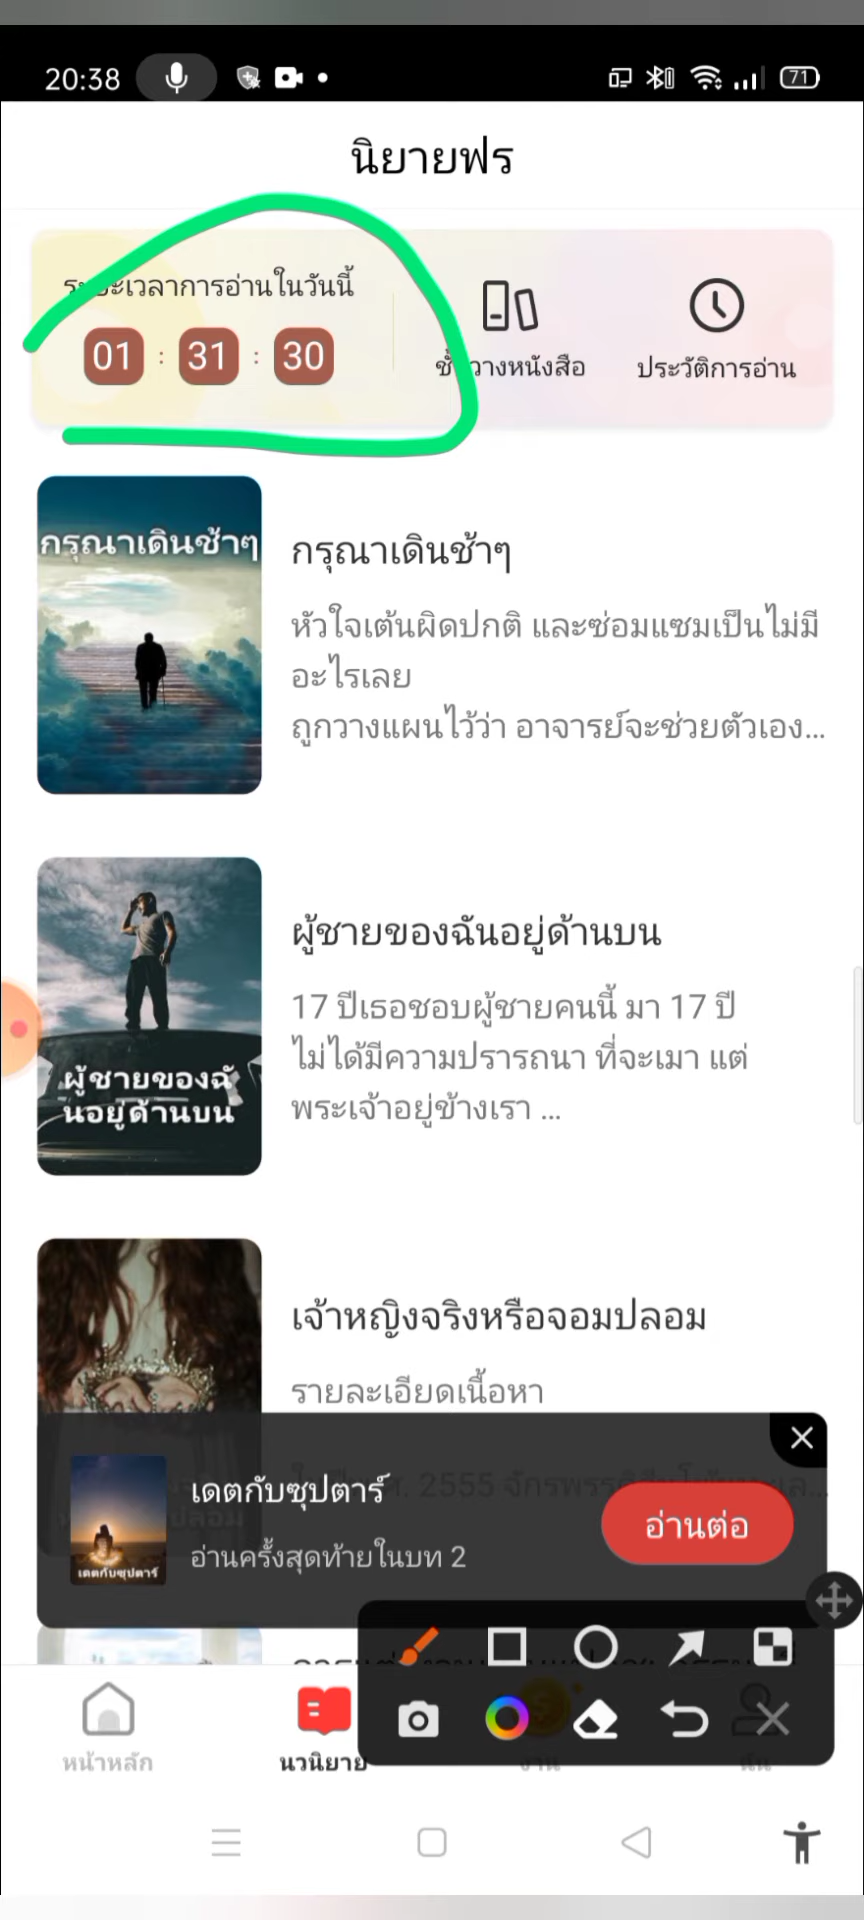 20:38
71
นิยายฟร
ระยะเวลาการอ่านในวันนี้
01 : 31 : 30
ชั้นวางหนังสือ
ประวัติการอ่าน
กรุณาเดินช้าๆ
กรุณาเดินช้าๆ
หัวใจเต้นผิดปกติ และซ่อมแซมเป็นไม่มี
อะไรเลย
ถูกวางแผนไว้ว่า อาจารย์จะช่วยตัวเอง...
ผู้ชายของฉั
นอยู่ด้านบน
ผู้ชายของฉันอยู่ด้านบน
17 ปีเธอชอบผู้ชายคนนี้ มา 17 ปี
ไม่ได้มีความปรารถนา ที่จะเมา แต่
พระเจ้าอยู่ข้างเรา ...
เจ้าหญิงจริงหรือจอมปลอม
รายละเอียดเนื้อหา
เดตกับซุปตาร์
เดตกับซุปตาร์
อ่านครั้งสุดท้ายในบท 2
อ่านต่อ
หน้าหลัก
นวนิยาย
งาน